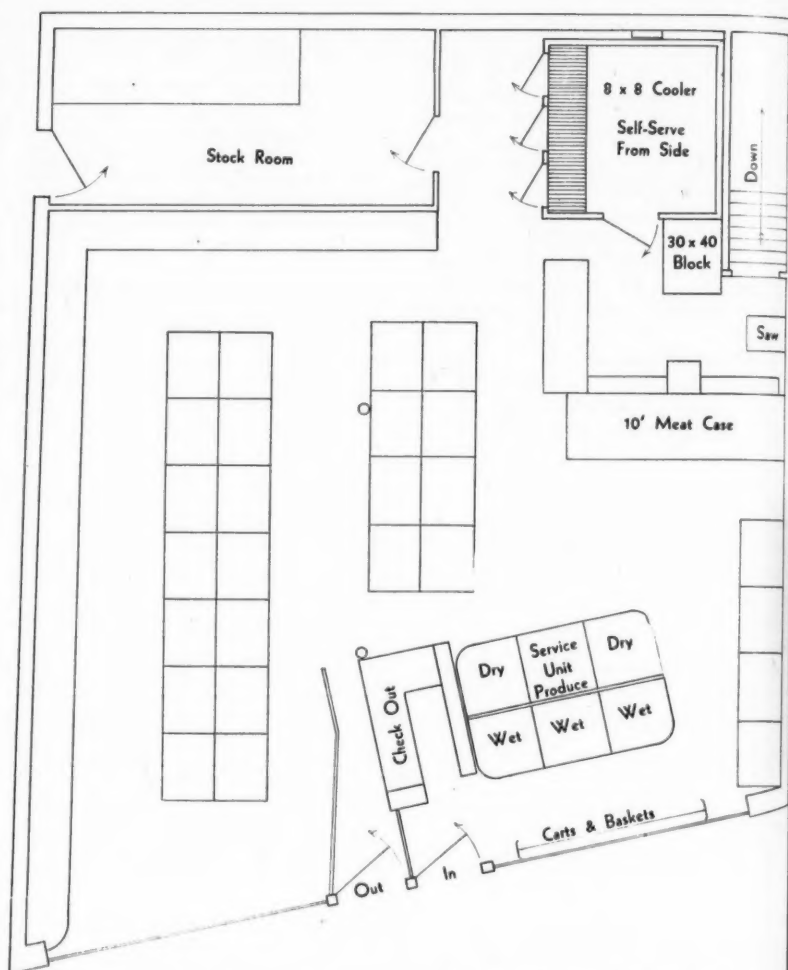 Stock Room
8 x 8 Cooler
Self-Serve
From Side
Down
30 x 40
Block
Saw
10' Meat Case
Dry
Service
Unit
Produce
Dry
Wet
Wet
Wet
Check Out
Carts & Baskets
Out
In